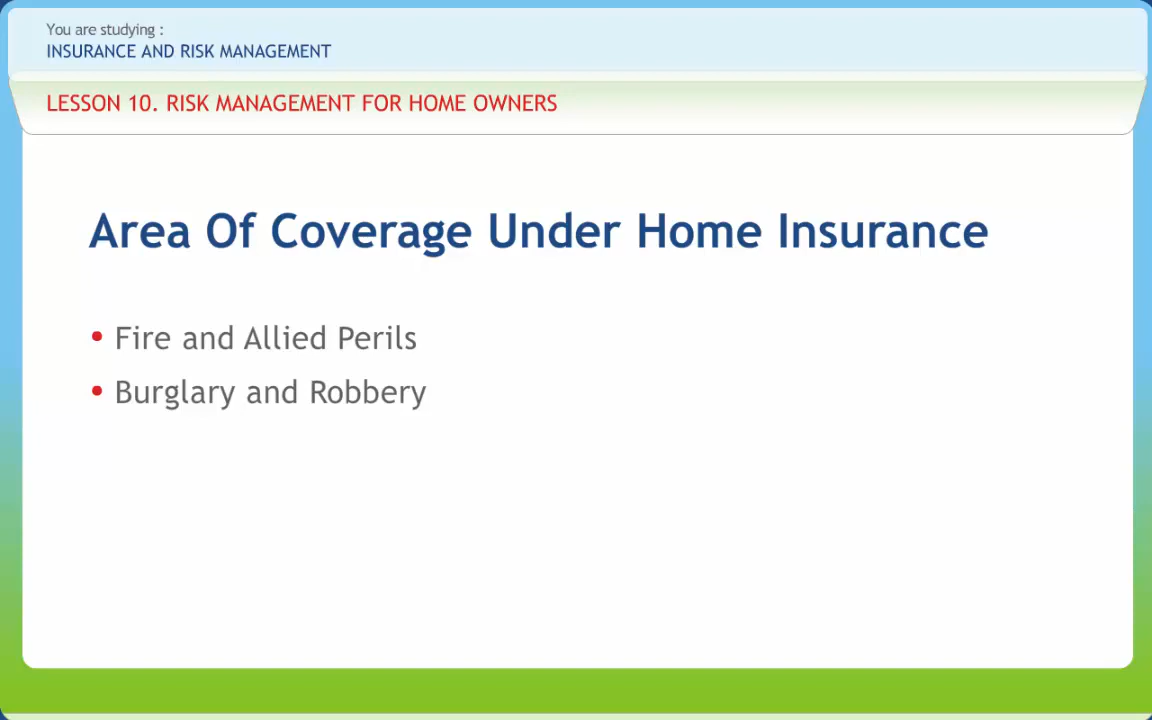 You are studying :
INSURANCE AND RISK MANAGEMENT
LESSON 10. RISK MANAGEMENT FOR HOME OWNERS
Area Of Coverage Under Home Insurance
• Fire and Allied Perils
• Burglary and Robbery